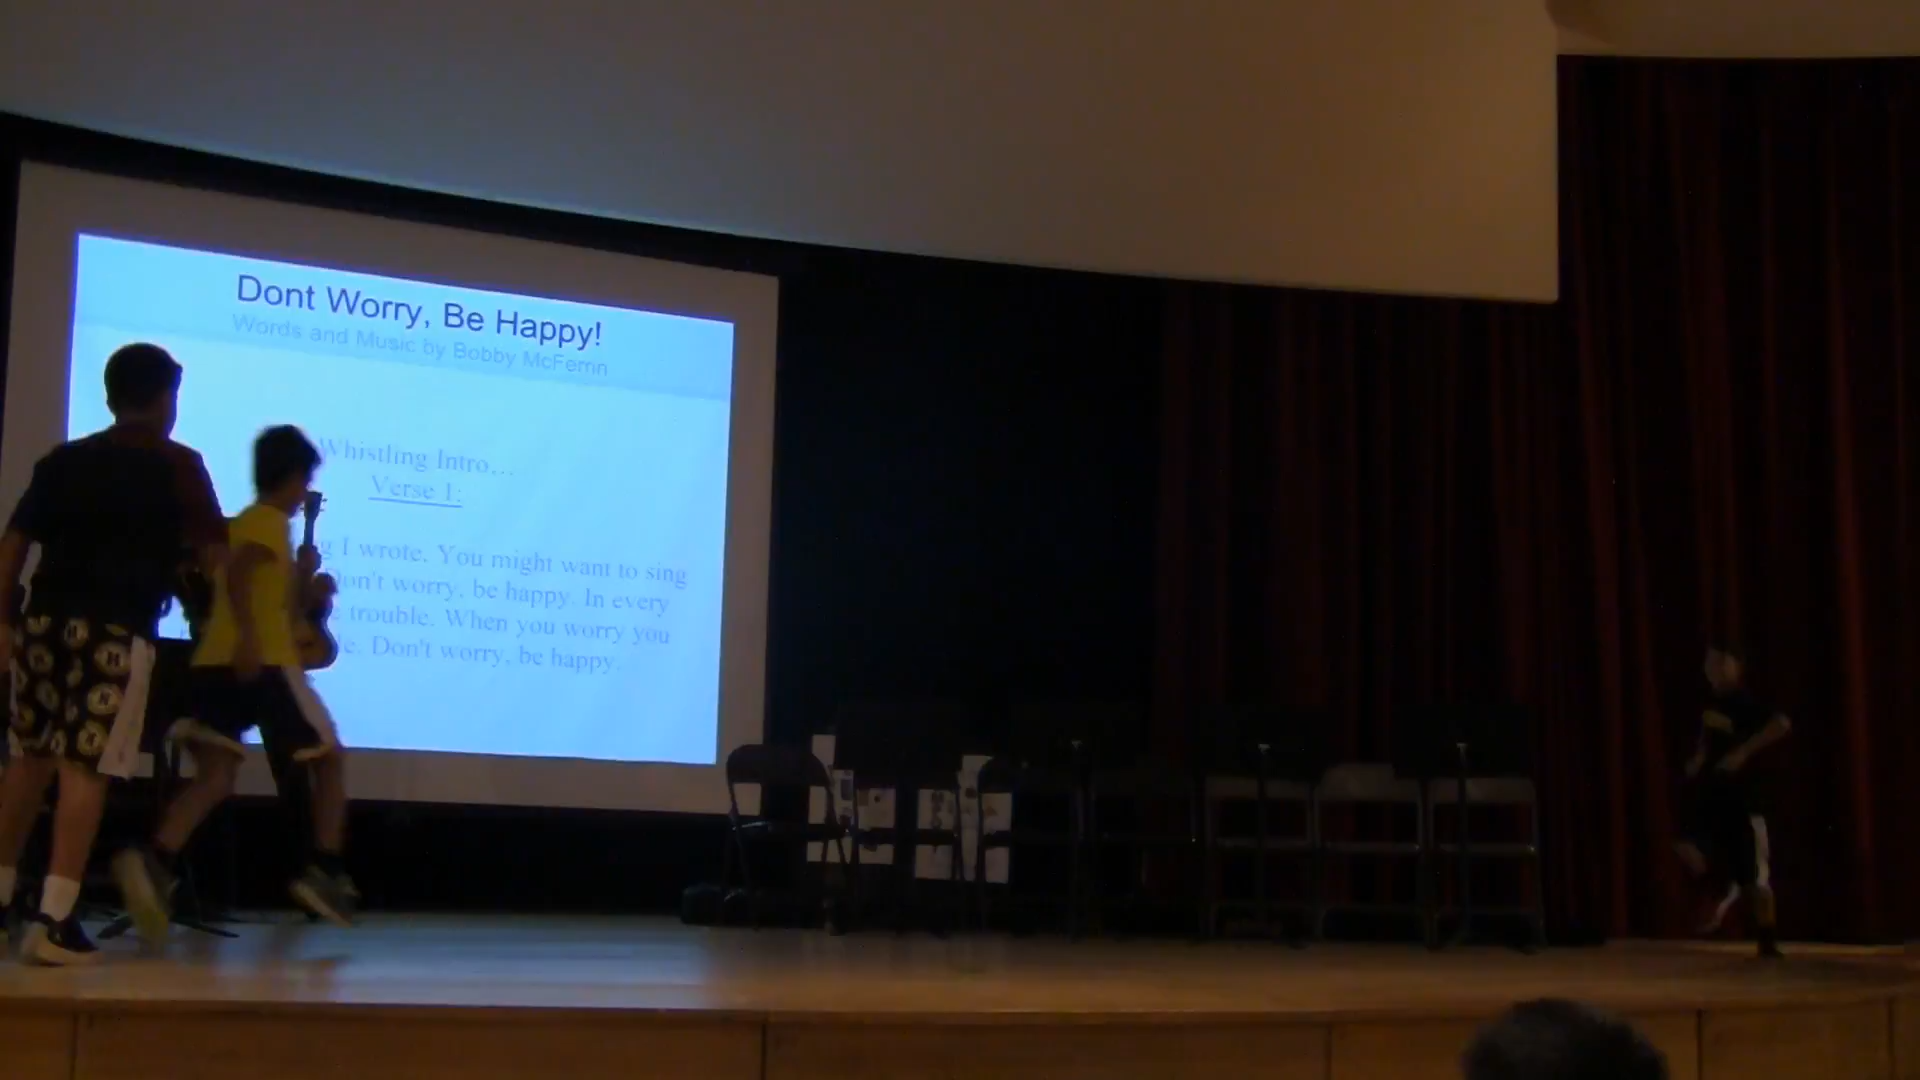 Dont Worry, Be Happy!
Words and Music by Bobby McFerrin
Whistling Intro...
Verse 1:
g I wrote. You might want to sing
Don't worry, be happy. In every
trouble. When you worry you
Don't worry, be happy.